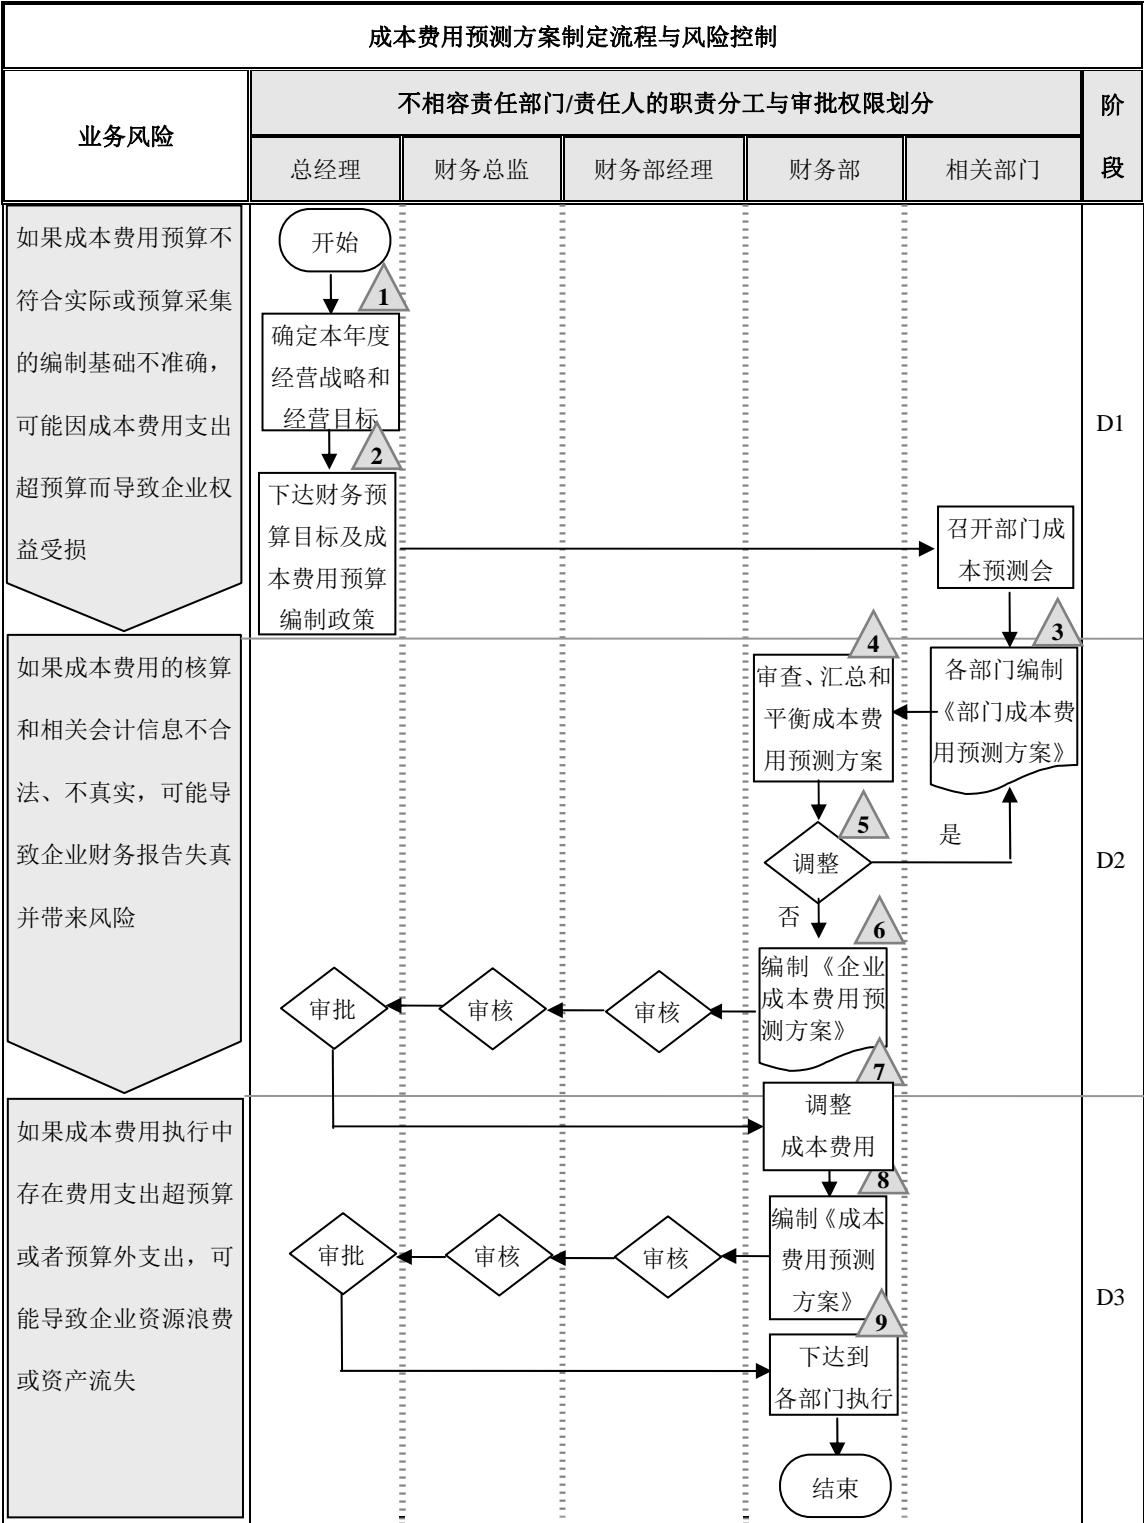 成本费用预测方案制定流程与风险控制
业务风险
不相容责任部门/责任人的职责分工与审批权限划分
阶
段
总经理
财务总监
财务部经理
财务部
相关部门
如果成本费用预算不
符合实际或预算采集
的编制基础不准确，
可能因成本费用支出
超预算而导致企业权
益受损
开始
1
确定本年度
经营战略和
经营目标
2
下达财务预
算目标及成
本费用预算
编制政策
召开部门成
本预测会
D1
如果成本费用的核算
和相关会计信息不合
法、不真实，可能导
致企业财务报告失真
并带来风险
3
各部门编制
《部门成本费
用预测方案》
4
审查、汇总和
平衡成本费
用预测方案
5
调整
是
否
6
编制《企业
成本费用预
测方案》
审核
审核
审批
D2
如果成本费用执行中
存在费用支出超预算
或者预算外支出，可
能导致企业资源浪费
或资产流失
7
调整
成本费用
8
编制《成本
费用预测
方案》
审核
审核
审批
9
下达到
各部门执行
结束
D3